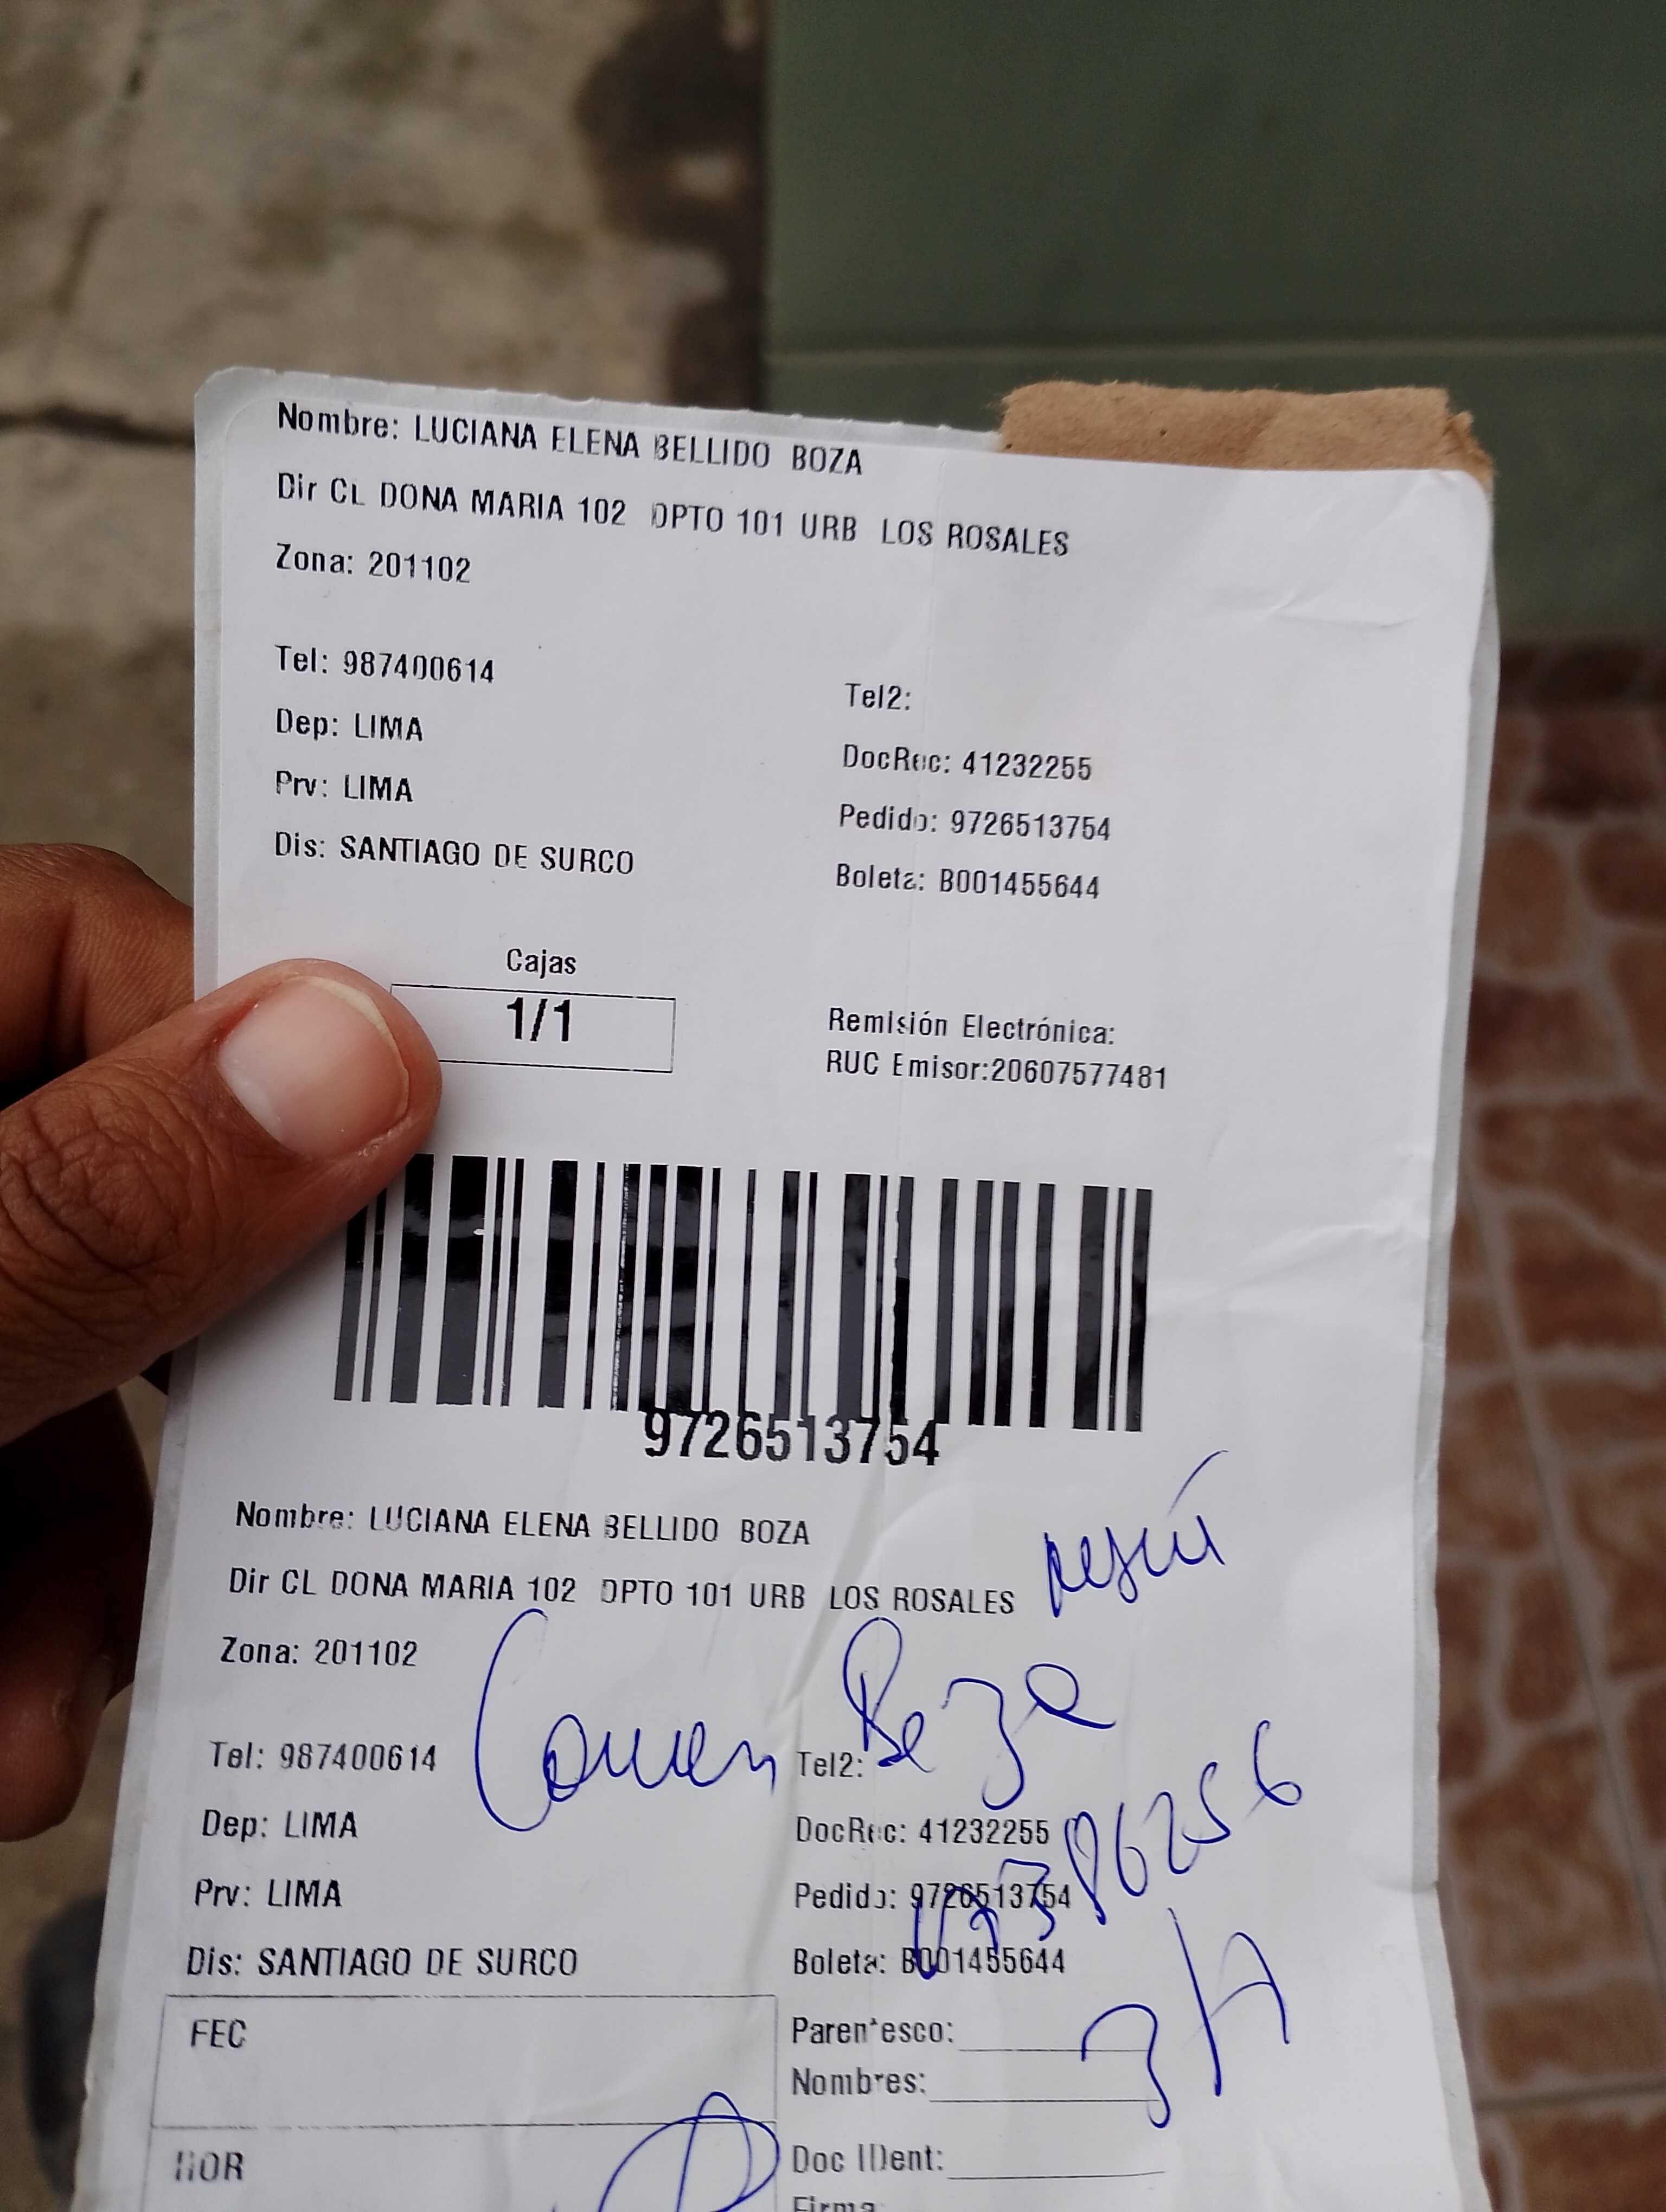 Nombre: LUCIANA ELENA BELLIDO BOZA
Dir CL DONA MARIA 102 DPTO 101 URB LOS ROSALES
Zona: 201102
Tel: 987400614
Tel2:
Dep: LIMA
DocRec: 41232255
Prv: LIMA
Pedido: 9726513754
Dis: SANTIAGO DE SURCO
Boleta: B001455644
Cajas
1/1
Remisión Electrónica:
RUC Emisor:20607577481
9726513754
Nombre: LUCIANA ELENA BELLIDO BOZA
Dir CL DONA MARIA 102 DPTO 101 URB LOS ROSALES
Zona: 201102
Carmen Boza
Tel: 987400614
Tel2:
Dep: LIMA
DocRec: 41232255
Prv: LIMA
Pedido: 9726513754
Dis: SANTIAGO DE SURCO
Boleta: B001455644
FEC
Parentesco:
Nombres:
HOR
Doc IDent:
Firma